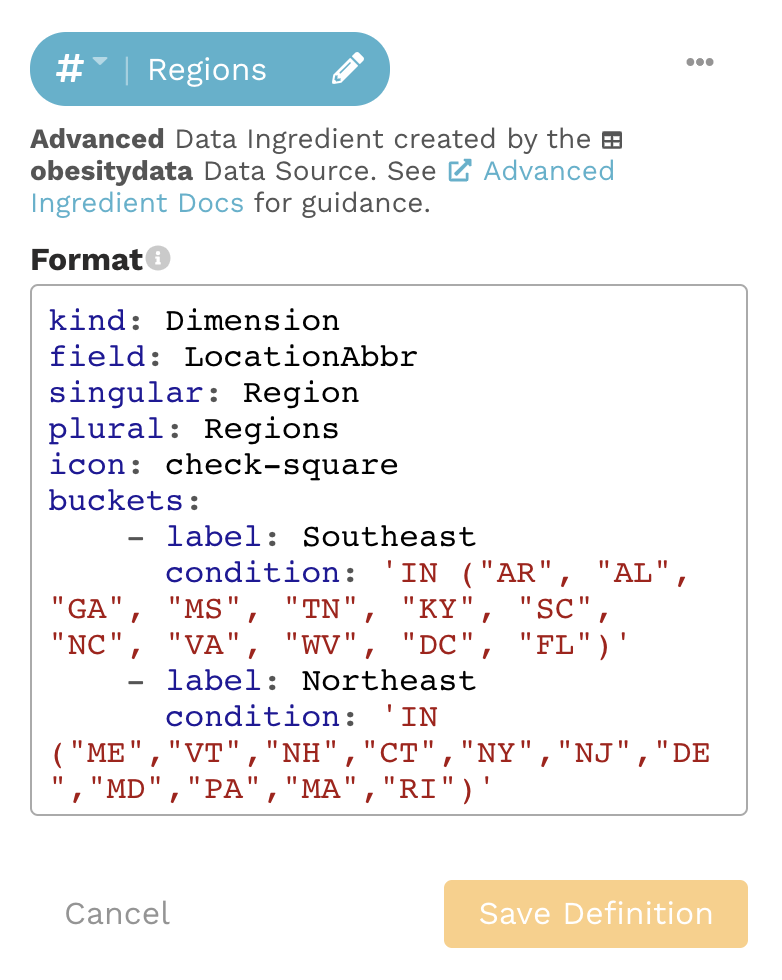 # | Regions
Advanced Data Ingredient created by the
obesitydata Data Source. See Advanced
Ingredient Docs for guidance.
Format
kind: Dimension
field: LocationAbbr
singular: Region
plural: Regions
icon: check-square
buckets:
    - label: Southeast
      condition: 'IN ("AR", "AL",
"GA", "MS", "TN", "KY", "SC",
"NC", "VA", "WV", "DC", "FL")'
    - label: Northeast
      condition: 'IN
("ME","VT","NH","CT","NY","NJ","DE
","MD","PA","MA","RI")'
Cancel
Save Definition